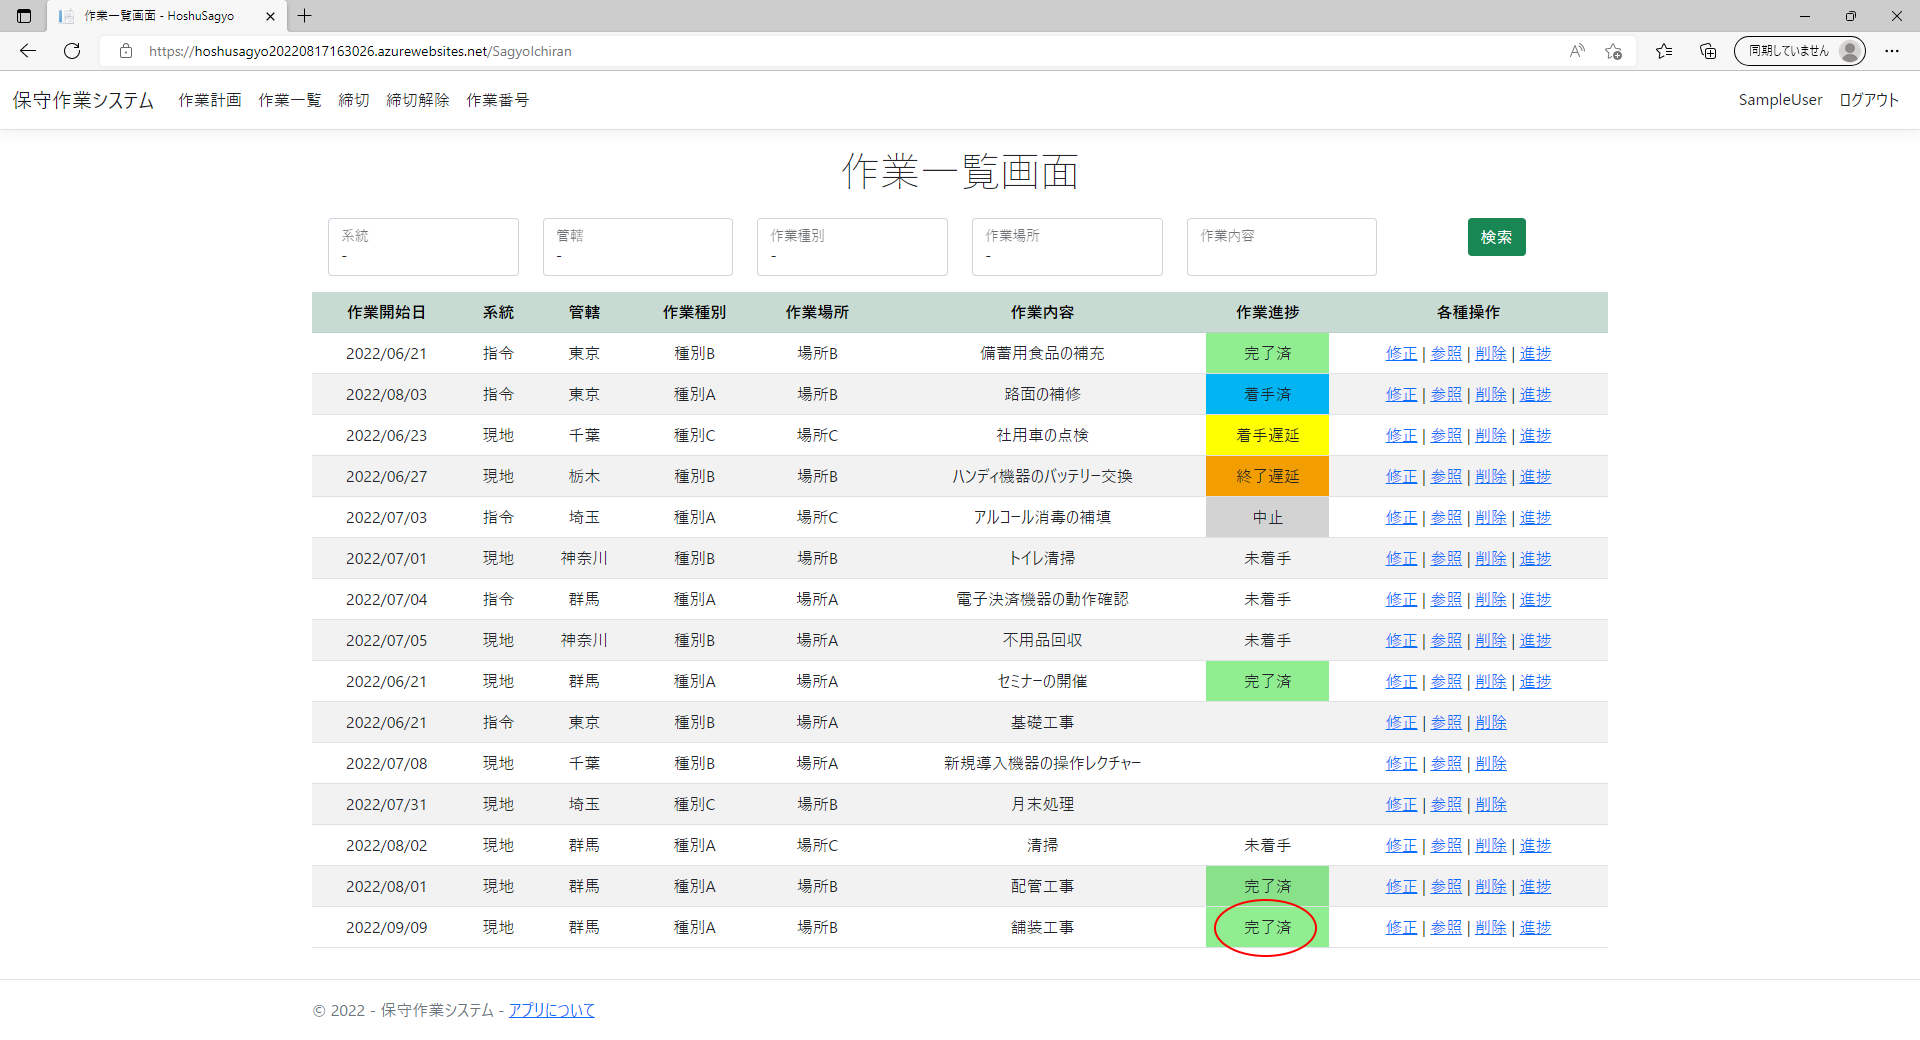 作業一覧画面 - HoshuSagyo
https://hoshusagyo20220817163026.azurewebsites.net/SagyoIchiran
同期していません
保守作業システム 作業計画 作業一覧 締切 締切解除 作業番号 SampleUser ログアウト
作業一覧画面
系統 管轄 作業種別 作業場所 作業内容 検索
- - - -
作業開始日 系統 管轄 作業種別 作業場所 作業内容 作業進捗 各種操作
2022/06/21 指令 東京 種別B 場所B 備蓄用食品の補充 完了済 修正 | 参照 | 削除 | 進捗
2022/08/03 指令 東京 種別A 場所B 路面の補修 着手済 修正 | 参照 | 削除 | 進捗
2022/06/23 現地 千葉 種別C 場所C 社用車の点検 着手遅延 修正 | 参照 | 削除 | 進捗
2022/06/27 現地 栃木 種別B 場所B ハンディ機器のバッテリー交換 終了遅延 修正 | 参照 | 削除 | 進捗
2022/07/03 指令 埼玉 種別A 場所C アルコール消毒の補填 中止 修正 | 参照 | 削除 | 進捗
2022/07/01 現地 神奈川 種別B 場所B トイレ清掃 未着手 修正 | 参照 | 削除 | 進捗
2022/07/04 指令 群馬 種別A 場所A 電子決済機器の動作確認 未着手 修正 | 参照 | 削除 | 進捗
2022/07/05 現地 神奈川 種別B 場所A 不用品回収 未着手 修正 | 参照 | 削除 | 進捗
2022/06/21 現地 群馬 種別A 場所A セミナーの開催 完了済 修正 | 参照 | 削除 | 進捗
2022/06/21 指令 東京 種別B 場所A 基礎工事 修正 | 参照 | 削除
2022/07/08 現地 千葉 種別B 場所A 新規導入機器の操作レクチャー 修正 | 参照 | 削除
2022/07/31 現地 埼玉 種別C 場所B 月末処理 修正 | 参照 | 削除
2022/08/02 現地 群馬 種別A 場所C 清掃 未着手 修正 | 参照 | 削除 | 進捗
2022/08/01 現地 群馬 種別A 場所B 配管工事 完了済 修正 | 参照 | 削除 | 進捗
2022/09/09 現地 群馬 種別A 場所B 舗装工事 完了済 修正 | 参照 | 削除 | 進捗
© 2022 - 保守作業システム - アプリについて